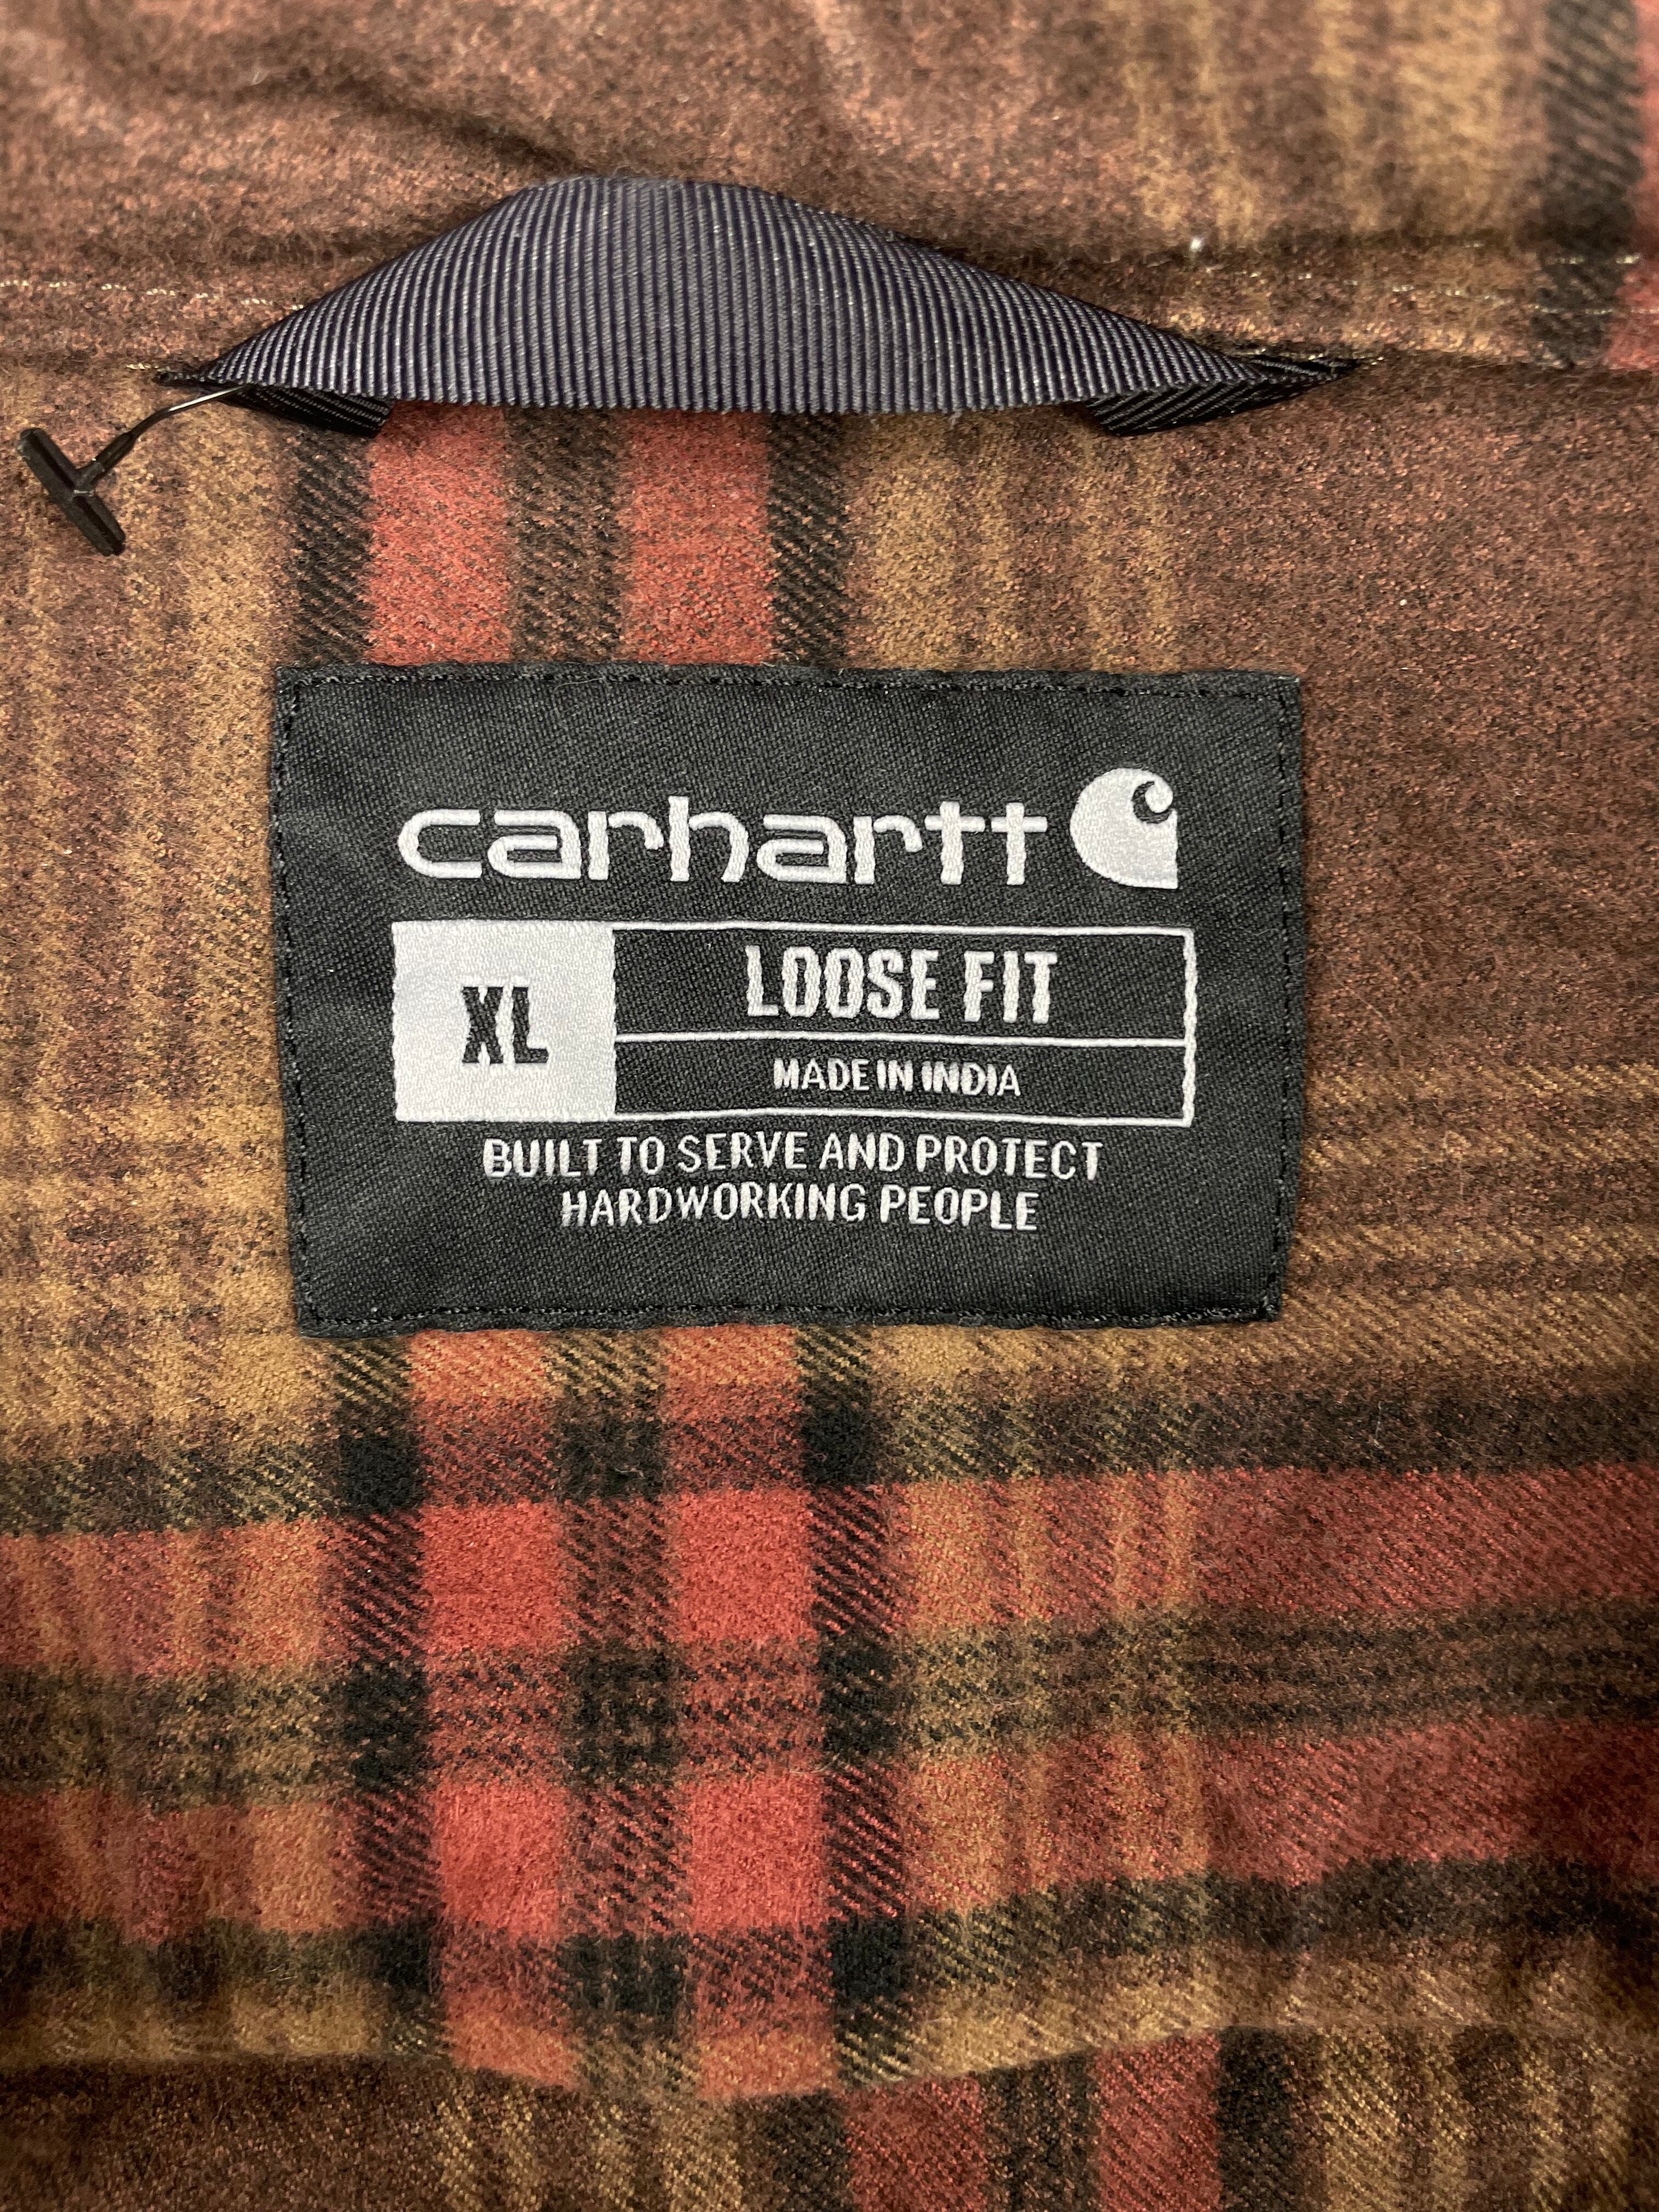 carhartt
XL
LOOSE FIT
MADE IN INDIA
BUILT TO SERVE AND PROTECT
HARDWORKING PEOPLE